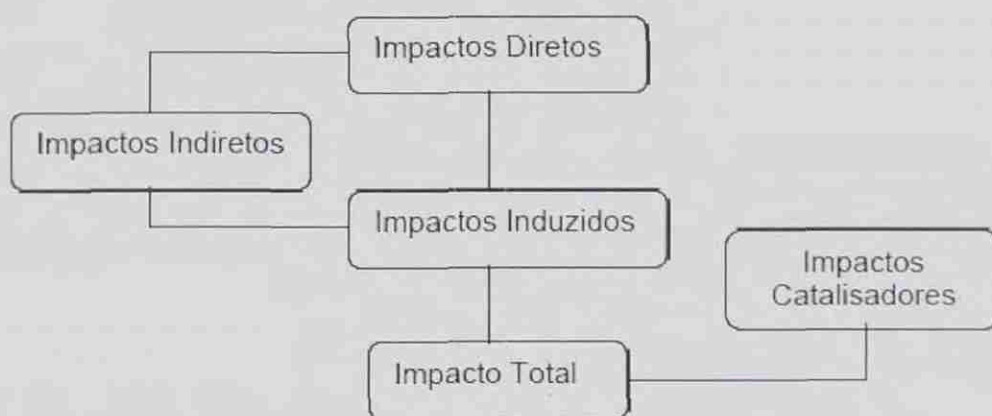 Impactos Diretos
Impactos Indiretos
Impactos Induzidos
Impactos
Catalisadores
Impacto Total